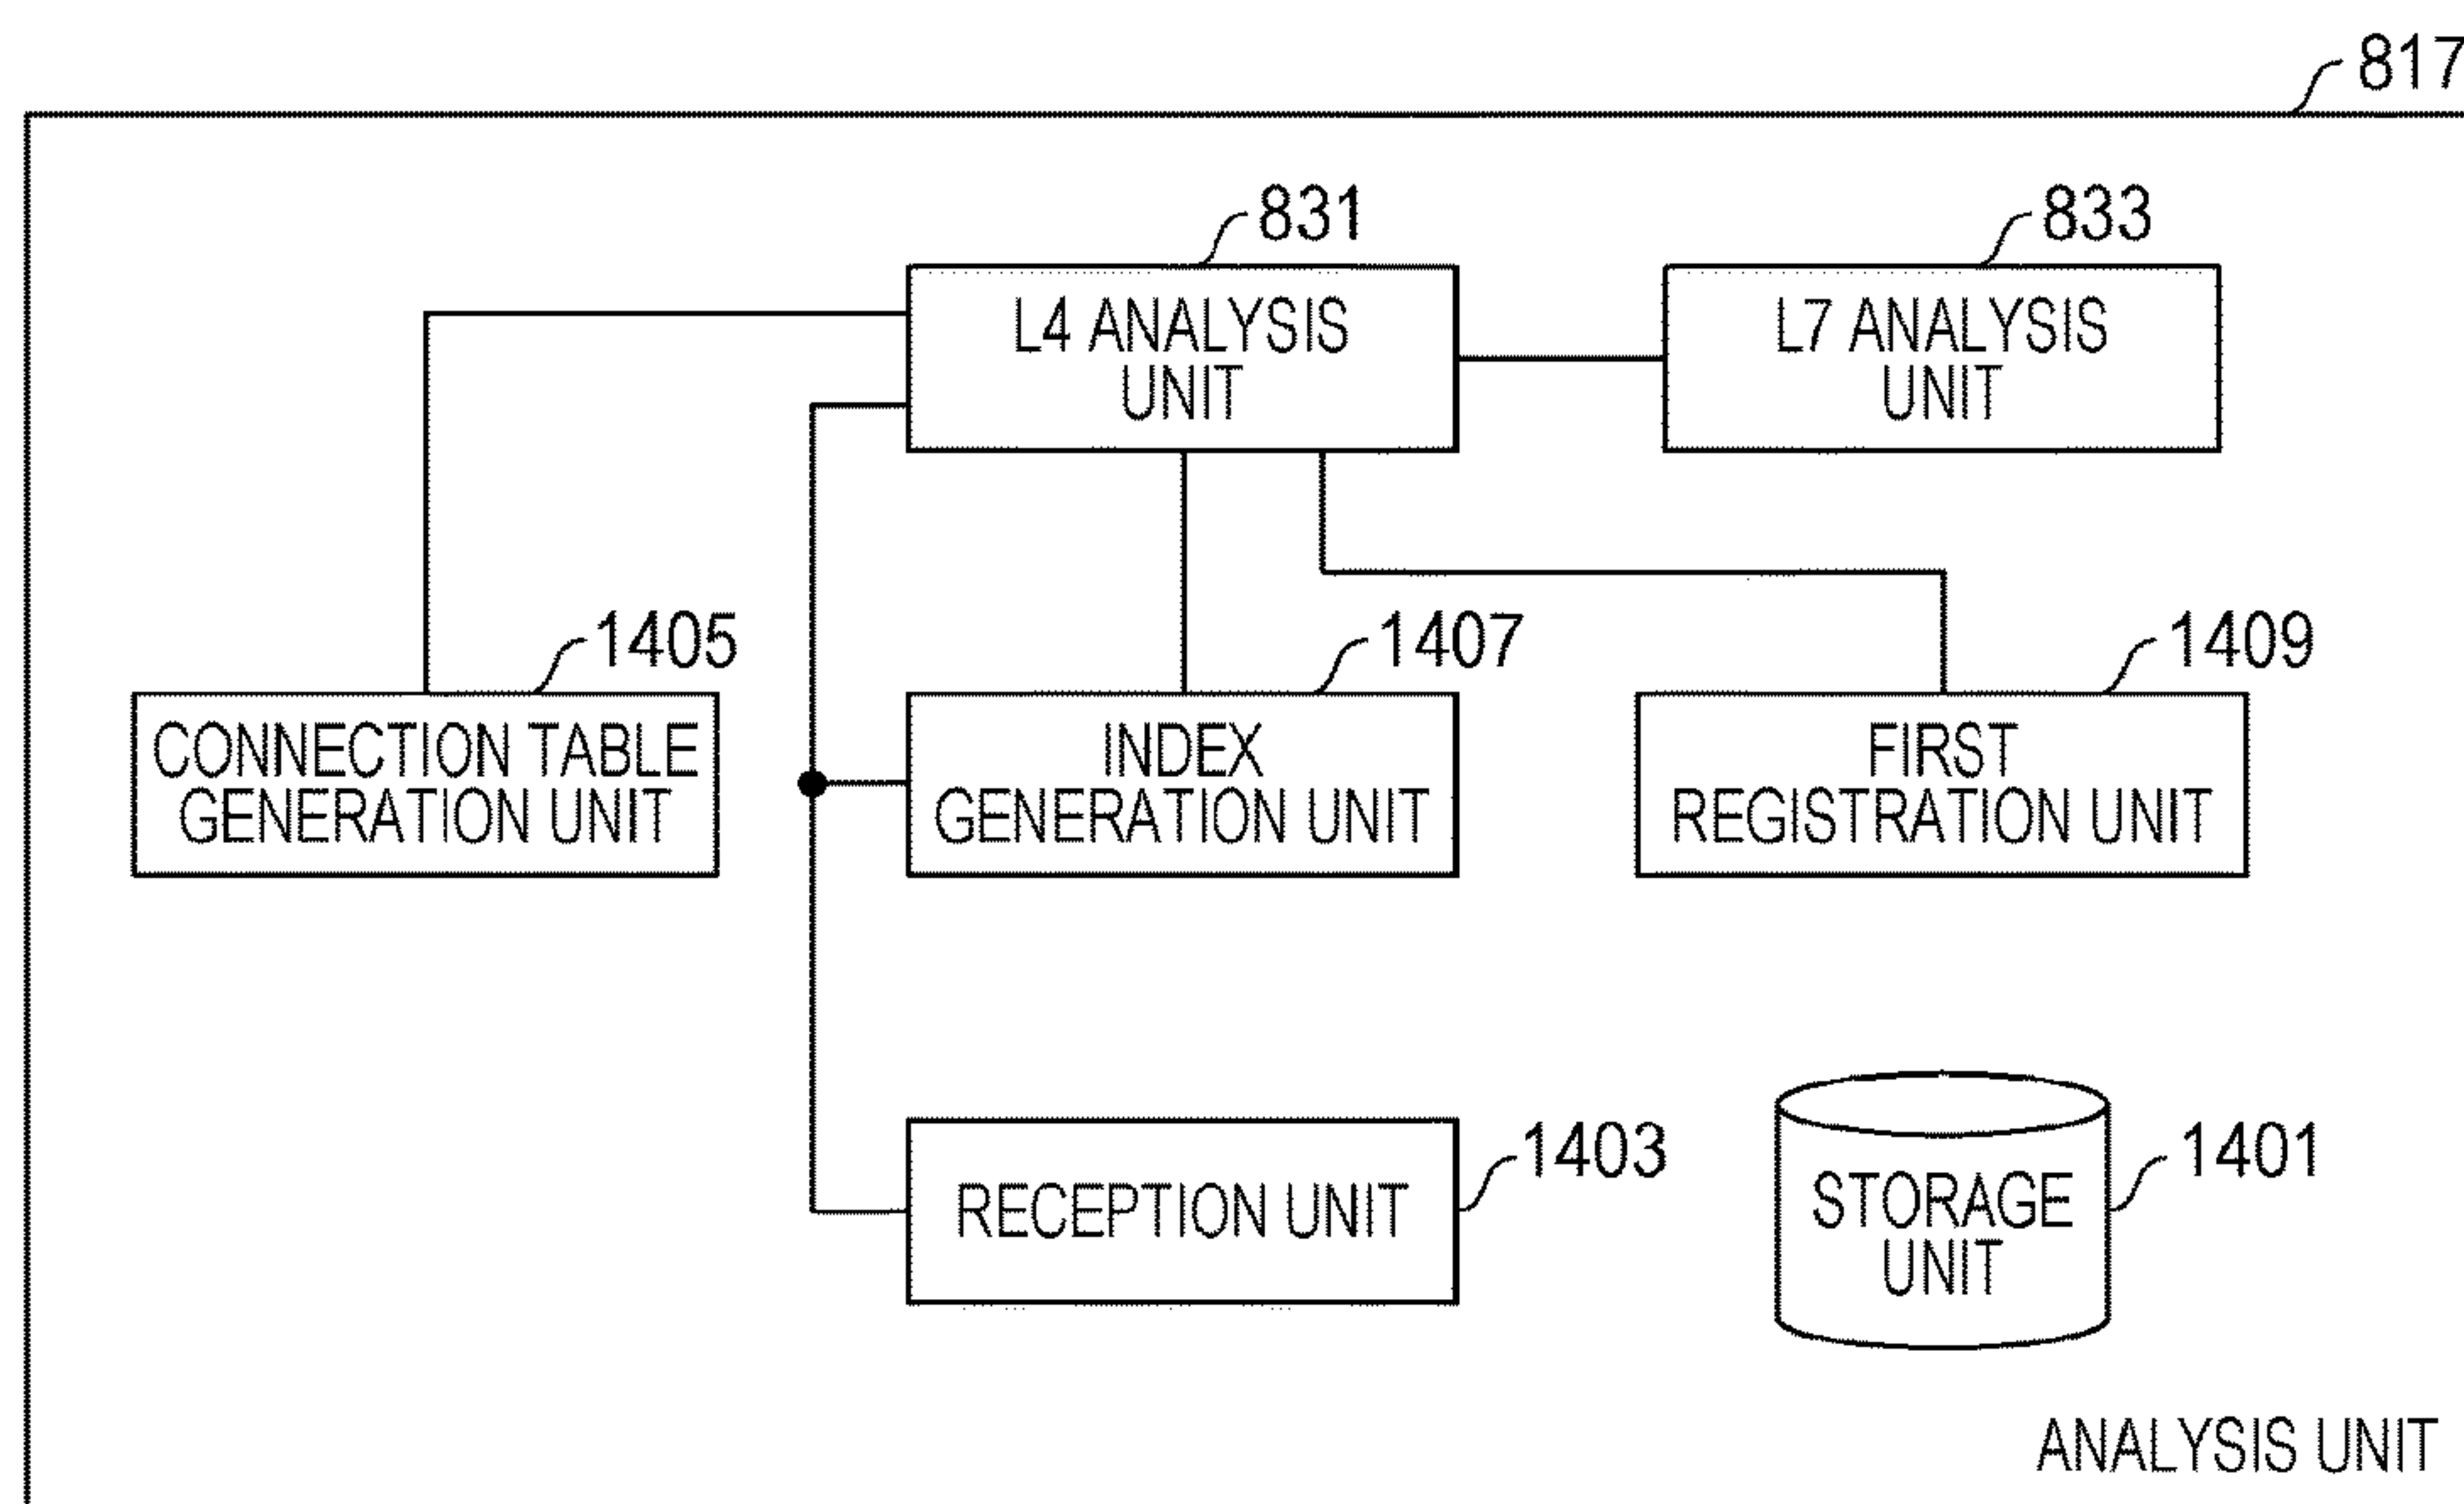 817
831
833
L4 ANALYSIS
UNIT
L7 ANALYSIS
UNIT
1405
1407
1409
CONNECTION TABLE
GENERATION UNIT
INDEX
GENERATION UNIT
FIRST
REGISTRATION UNIT
1403
1401
RECEPTION UNIT
STORAGE
UNIT
ANALYSIS UNIT